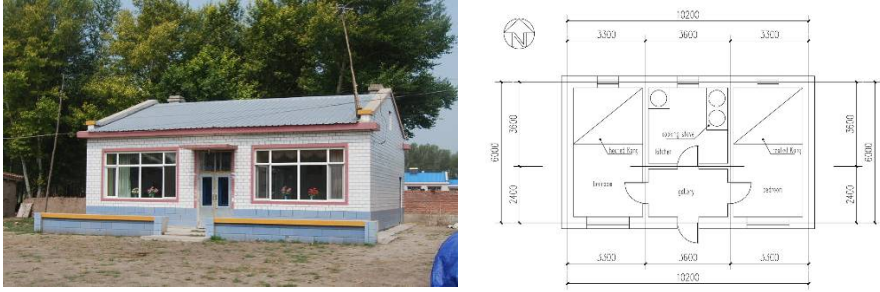 10200
3300 3600 3300
N
6000
3600
2400
cooking stove
kitchen
heated Kang
heated Kang
bedroom
gallery
bedroom
3600
2400
6000
3300 3600 3300
10200